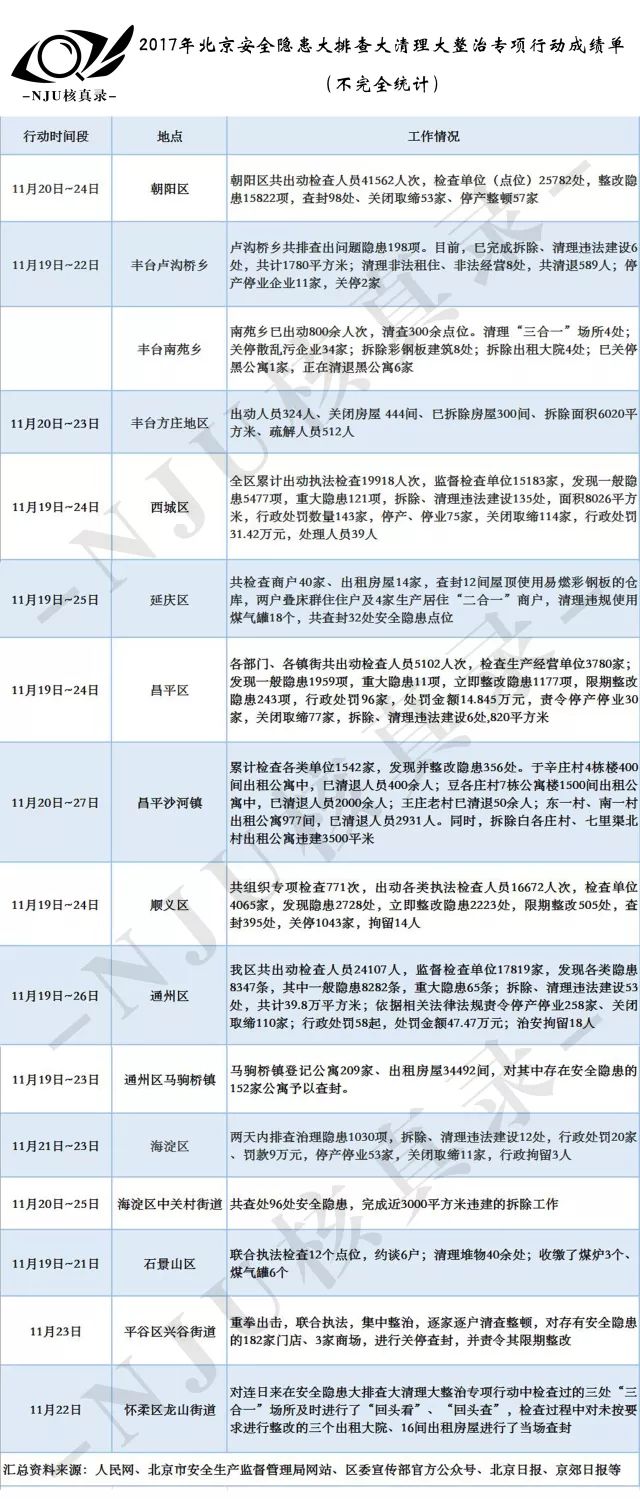 2017年北京安全隐患大排查大清理大整治专项行动成绩单
（不完全统计）
-NJU核真录-
行动时间段 地点 工作情况
11月20日~24日 朝阳区
朝阳区共出动检查人员41562人次，检查单位（点位）25782处，整改隐
患15822项，查封98处、关闭取缔53家、停产整顿57家
11月19日~22日 丰台卢沟桥乡
卢沟桥乡共排查出问题隐患198项。目前，已完成拆除、清理违法建设6
处，共计1780平方米；清理非法租住、非法经营8处，共清退589人；停
产停业企业11家，关停2家
丰台南苑乡
南苑乡已出动800余人次，清查300余点位。清理“三合一”场所4处；
关停散乱污企业34家；拆除彩钢板建筑8处；拆除出租大院4处；已关停
黑公寓1家，正在清退黑公寓6家
11月20日~23日 丰台方庄地区
出动人员324人、关闭房屋 444间、已拆除房屋300间、拆除面积6020平
方米、疏解人员512人
11月19日~24日 西城区
全区累计出动执法检查19918人次，监督检查单位15183家，发现一般隐
患5477项，重大隐患121项，拆除、清理违法建设135处，面积8026平方
米，行政处罚数量143家，停产、停业75家，关闭取缔114家，行政处罚
31.42万元，处理人员39人
11月19日~25日 延庆区
共检查商户40家、出租房屋14家，查封12间屋顶使用易燃彩钢板的仓
库，两户叠床群住住户及4家生产居住“二合一”商户，清理违规使用
煤气罐18个，共查封32处安全隐患点位
11月19日~24日 昌平区
各部门、各镇街共出动检查人员5102人次，检查生产经营单位3780家；
发现一般隐患1959项，重大隐患11项，立即整改隐患1177项，限期整改
隐患243项，行政处罚96家，处罚金额14.845万元，责令停产停业30
家，关闭取缔77家，拆除、清理违法建设6处,820平方米
11月20日~27日 昌平沙河镇
累计检查各类单位1542家，发现并整改隐患356处。于辛庄村4栋楼400
间出租公寓中，已清退人员400余人；豆各庄村7栋公寓楼1500间出租公
寓中，已清退人员2000余人；王庄老村已清退50余人；东一村、南一村
出租公寓977间，已清退人员2931人。同时，拆除白各庄村、七里渠北
村出租公寓违建3500平米
11月19日~24日 顺义区
共组织专项检查771次，出动各类执法检查人员16672人次，检查单位
4065家，发现隐患2728处，立即整改隐患2223处，限期整改505处，查
封395处，关停1043家，拘留14人
11月19日~26日 通州区
我区共出动检查人员24107人，监督检查单位17819家，发现各类隐患
8347条，其中一般隐患8282条，重大隐患65条；拆除、清理违法建设53
处，共计39.8万平方米；依据相关法律法规责令停产停业258家、关闭
取缔110家；行政处罚58起，处罚金额47.47万元；治安拘留18人
11月19日~23日 通州区马驹桥镇
马驹桥镇登记公寓209家、出租房屋34492间，对其中存在安全隐患的
152家公寓予以查封。
11月21日~23日 海淀区
两天内排查治理隐患1030项，拆除、清理违法建设12处，行政处罚20家
、罚款9万元，停产停业53家，关闭取缔11家，行政拘留3人
11月20日~25日 海淀区中关村街道 共查处96处安全隐患，完成近3000平方米违建的拆除工作
11月19日~21日 石景山区
联合执法检查12个点位，约谈6户；清理堆物40余处；收缴了煤炉3个、
煤气罐6个
11月23日 平谷区兴谷街道
重拳出击，联合执法，集中整治，逐家逐户清查整顿，对存有安全隐患
的182家门店、3家商场，进行关停查封，并责令其限期整改
11月22日 怀柔区龙山街道
对连日来在安全隐患大排查大清理大整治专项行动中检查过的三处“三
合一”场所及时进行了“回头看”、“回头查”，检查过程中对未按要
求进行整改的三个出租大院、16间出租房屋进行了当场查封
汇总资料来源：人民网、北京市安全生产监督管理局网站、区委宣传部官方公众号、北京日报、京郊日报等